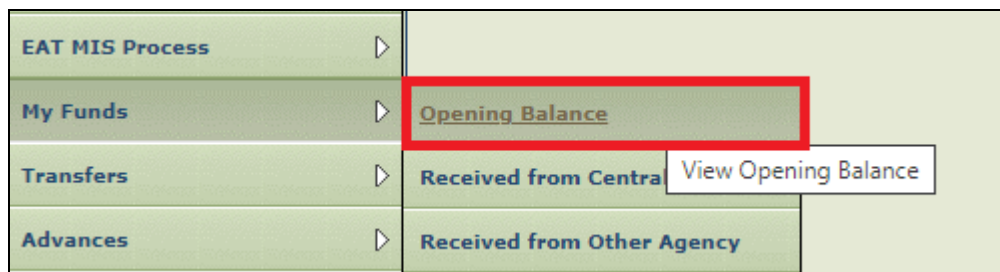 EAT MIS Process
My Funds
Opening Balance
View Opening Balance
Transfers
Received from Central
Advances
Received from Other Agency